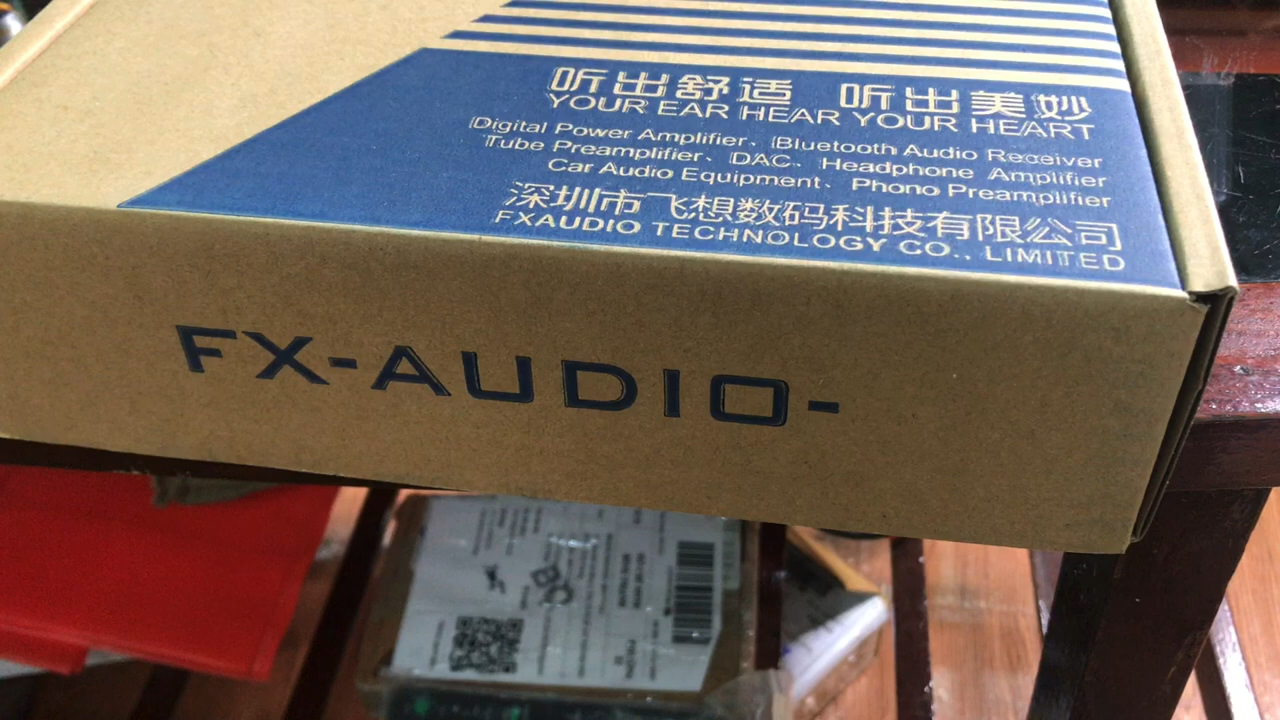 听出舒适 听出美妙
YOUR EAR HEAR YOUR HEART
Digital Power Amplifier、Bluetooth Audio Receiver
Tube Preamplifier、DAC、Headphone Amplifier
Car Audio Equipment、Phono Preamplifier
深圳市飞想数码科技有限公司
FXAUDIO TECHNOLOGY CO., LIMITED
FX-AUDIO-